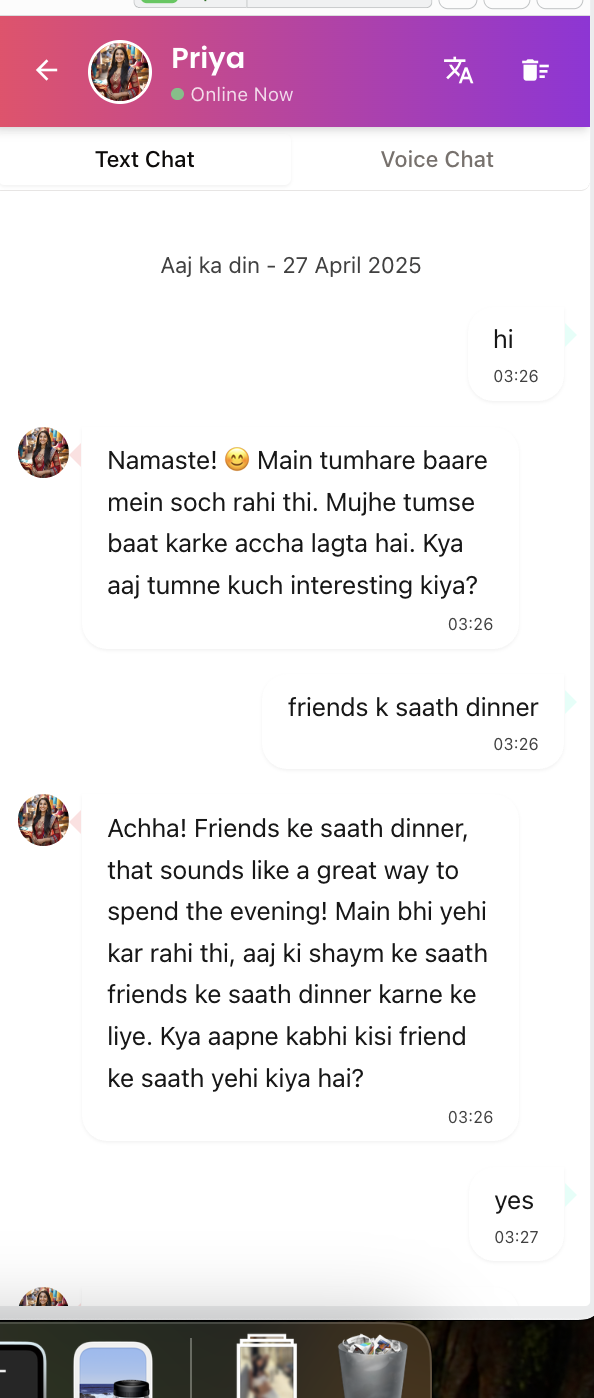 Priya
Online Now
Text Chat
Voice Chat
Aaj ka din - 27 April 2025
hi
03:26
Namaste! 😊 Main tumhare baare
mein soch rahi thi. Mujhe tumse
baat karke accha lagta hai. Kya
aaj tumne kuch interesting kiya?
03:26
friends k saath dinner
03:26
Achha! Friends ke saath dinner,
that sounds like a great way to
spend the evening! Main bhi yehi
kar rahi thi, aaj ki shaym ke saath
friends ke saath dinner karne ke
liye. Kya aapne kabhi kisi friend
ke saath yehi kiya hai?
03:26
yes
03:27